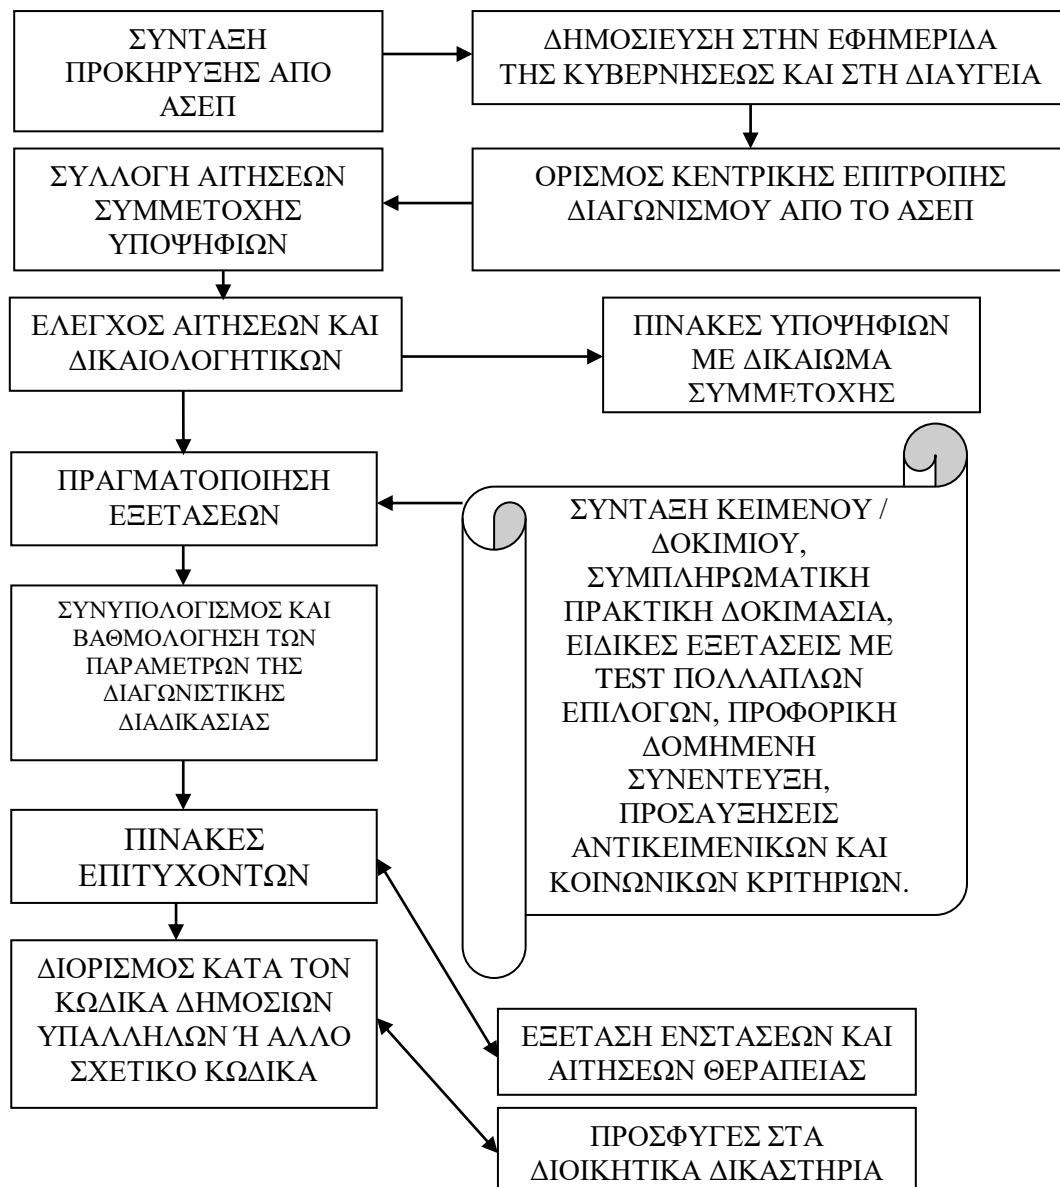 ΣΥΝΤΑΞΗ
ΠΡΟΚΗΡΥΞΗΣ ΑΠΟ
ΑΣΕΠ
ΔΗΜΟΣΙΕΥΣΗ ΣΤΗΝ ΕΦΗΜΕΡΙΔΑ
ΤΗΣ ΚΥΒΕΡΝΗΣΕΩΣ ΚΑΙ ΣΤΗ ΔΙΑΥΓΕΙΑ
ΟΡΙΣΜΟΣ ΚΕΝΤΡΙΚΗΣ ΕΠΙΤΡΟΠΗΣ
ΔΙΑΓΩΝΙΣΜΟΥ ΑΠΟ ΤΟ ΑΣΕΠ
ΣΥΛΛΟΓΗ ΑΙΤΗΣΕΩΝ
ΣΥΜΜΕΤΟΧΗΣ
ΥΠΟΨΗΦΙΩΝ
ΕΛΕΓΧΟΣ ΑΙΤΗΣΕΩΝ ΚΑΙ
ΔΙΚΑΙΟΛΟΓΗΤΙΚΩΝ
ΠΙΝΑΚΕΣ ΥΠΟΨΗΦΙΩΝ
ΜΕ ΔΙΚΑΙΩΜΑ
ΣΥΜΜΕΤΟΧΗΣ
ΠΡΑΓΜΑΤΟΠΟΙΗΣΗ
ΕΞΕΤΑΣΕΩΝ
ΣΥΝΤΑΞΗ ΚΕΙΜΕΝΟΥ /
ΔΟΚΙΜΙΟΥ,
ΣΥΜΠΛΗΡΩΜΑΤΙΚΗ
ΠΡΑΚΤΙΚΗ ΔΟΚΙΜΑΣΙΑ,
ΕΙΔΙΚΕΣ ΕΞΕΤΑΣΕΙΣ ΜΕ
TEST ΠΟΛΛΑΠΛΩΝ
ΕΠΙΛΟΓΩΝ, ΠΡΟΦΟΡΙΚΗ
ΔΟΜΗΜΕΝΗ
ΣΥΝΕΝΤΕΥΞΗ,
ΠΡΟΣΑΥΞΗΣΕΙΣ
ΑΝΤΙΚΕΙΜΕΝΙΚΩΝ ΚΑΙ
ΚΟΙΝΩΝΙΚΩΝ ΚΡΙΤΗΡΙΩΝ.
ΣΥΝΥΠΟΛΟΓΙΣΜΟΣ ΚΑΙ
ΒΑΘΜΟΛΟΓΗΣΗ ΤΩΝ
ΠΑΡΑΜΕΤΡΩΝ ΤΗΣ
ΔΙΑΓΩΝΙΣΤΙΚΗΣ
ΔΙΑΔΙΚΑΣΙΑΣ
ΠΙΝΑΚΕΣ
ΕΠΙΤΥΧΟΝΤΩΝ
ΔΙΟΡΙΣΜΟΣ ΚΑΤΑ ΤΟΝ
ΚΩΔΙΚΑ ΔΗΜΟΣΙΩΝ
ΥΠΑΛΛΗΛΩΝ Ή ΑΛΛΟ
ΣΧΕΤΙΚΟ ΚΩΔΙΚΑ
ΕΞΕΤΑΣΗ ΕΝΣΤΑΣΕΩΝ ΚΑΙ
ΑΙΤΗΣΕΩΝ ΘΕΡΑΠΕΙΑΣ
ΠΡΟΣΦΥΓΕΣ ΣΤΑ
ΔΙΟΙΚΗΤΙΚΑ ΔΙΚΑΣΤΗΡΙΑ